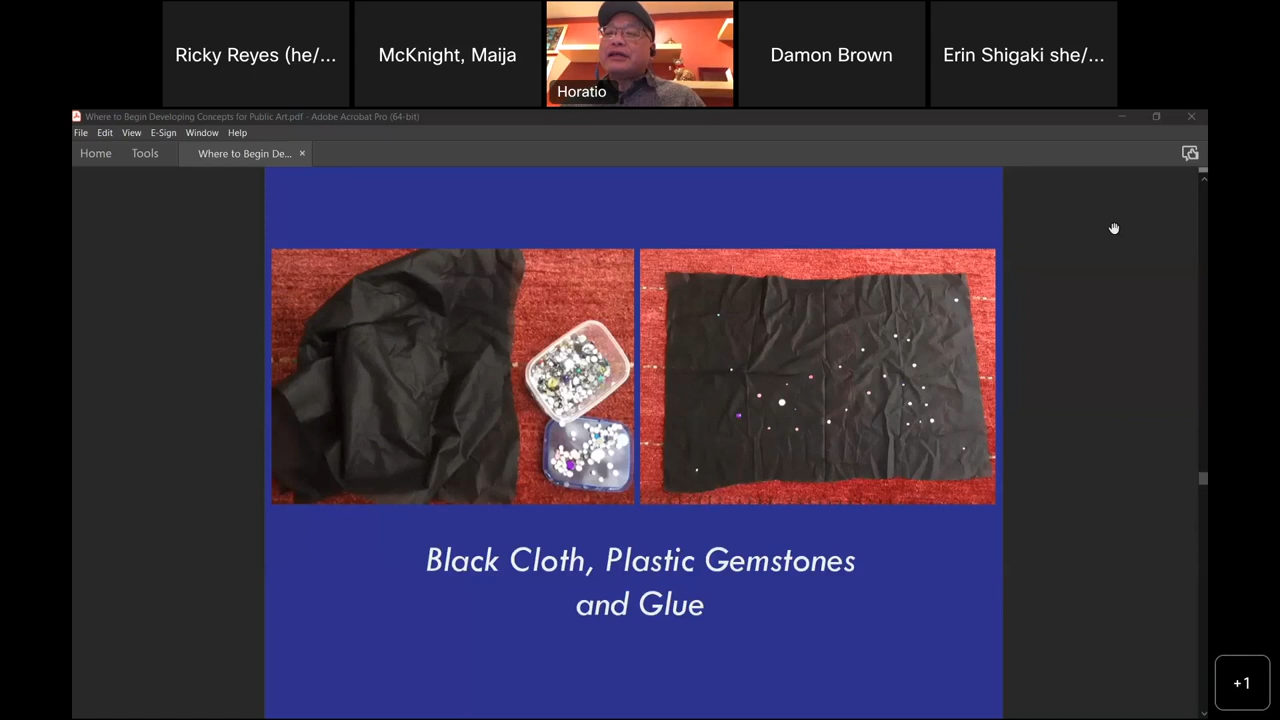 Ricky Reyes (he/...
McKnight, Maija
Horatio
Damon Brown
Erin Shigaki she/...
Where to Begin Developing Concepts for Public Art.pdf - Adobe Acrobat Pro (64-bit)
File Edit View E-Sign Window Help
Home Tools Where to Begin De... ×
Black Cloth, Plastic Gemstones
and Glue
+1